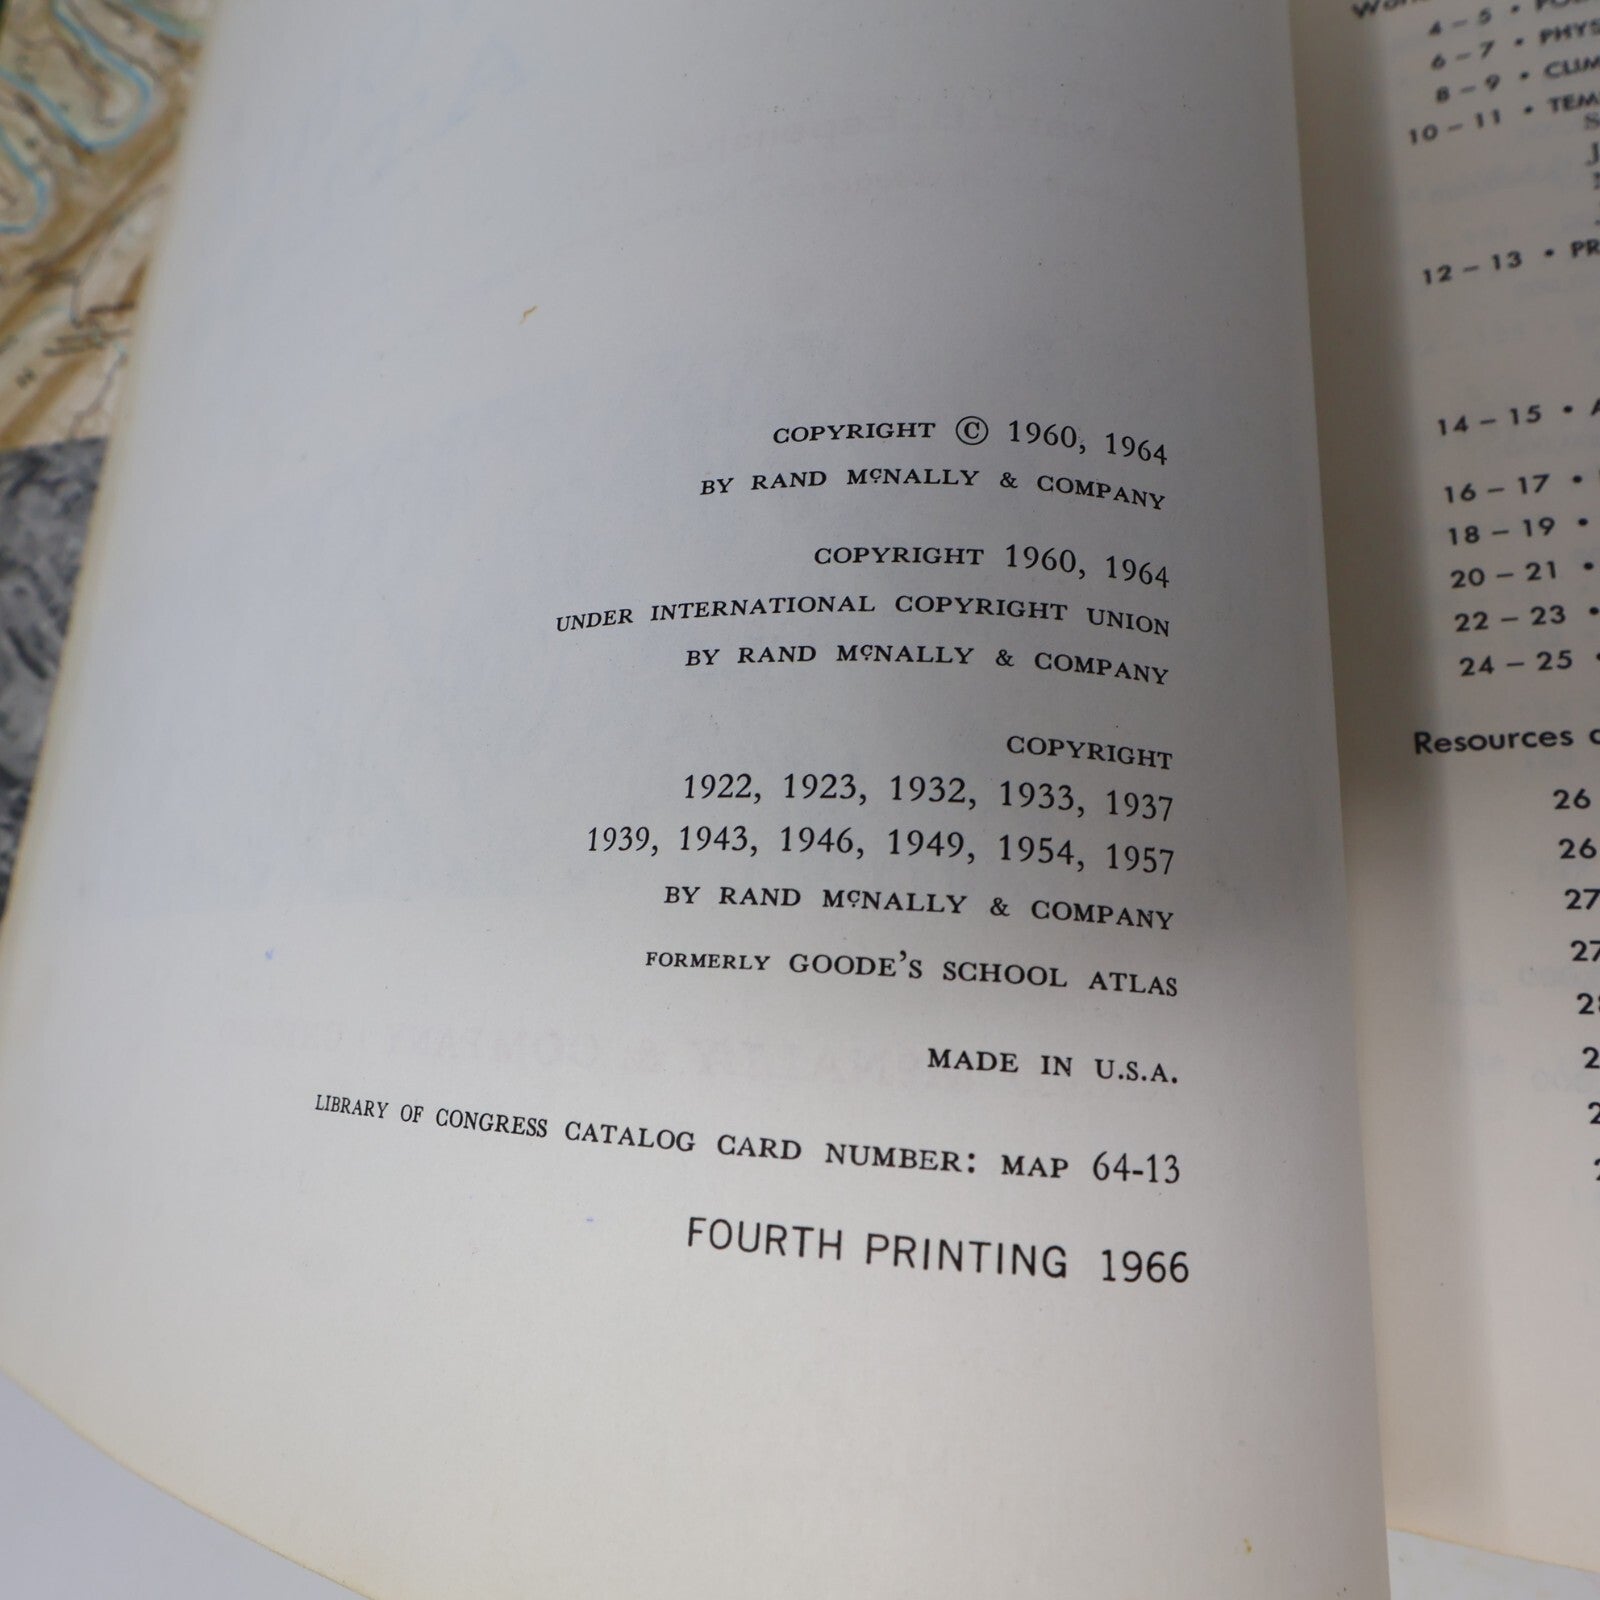 COPYRIGHT © 1960, 1964
BY RAND McNALLY & COMPANY
COPYRIGHT 1960, 1964
UNDER INTERNATIONAL COPYRIGHT UNION
BY RAND McNALLY & COMPANY
COPYRIGHT
1922, 1923, 1932, 1933, 1937
1939, 1943, 1946, 1949, 1954, 1957
BY RAND McNALLY & COMPANY
FORMERLY GOODE'S SCHOOL ATLAS
MADE IN U.S.A.
LIBRARY OF CONGRESS CATALOG CARD NUMBER: MAP 64-13
FOURTH PRINTING 1966
4 – 5 •
6 – 7 •
8 – 9 •
10 – 11 •
12 – 13 •
14 – 15 •
16 – 17 •
18 – 19 •
20 – 21 •
22 – 23 •
24 – 25 •
Resources
26
26
27
27